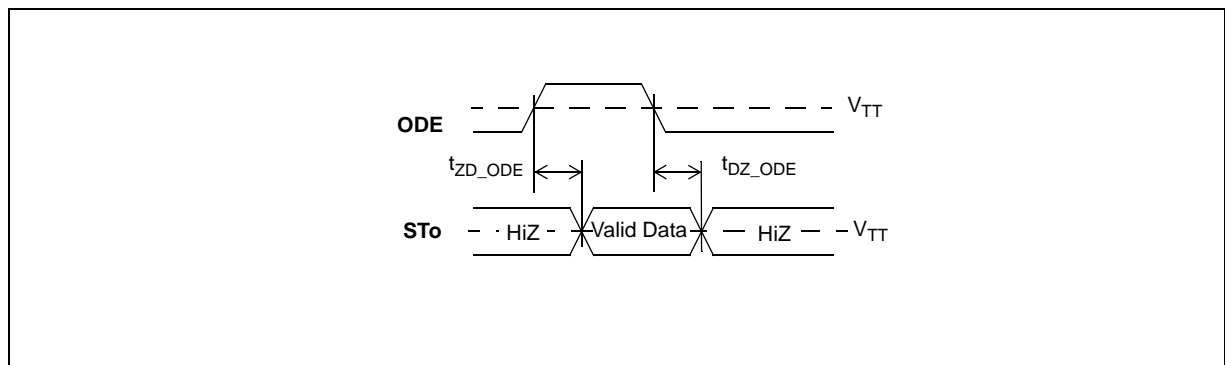 V_TT
ODE
t_ZD_ODE t_DZ_ODE
STo HiZ Valid Data HiZ V_TT